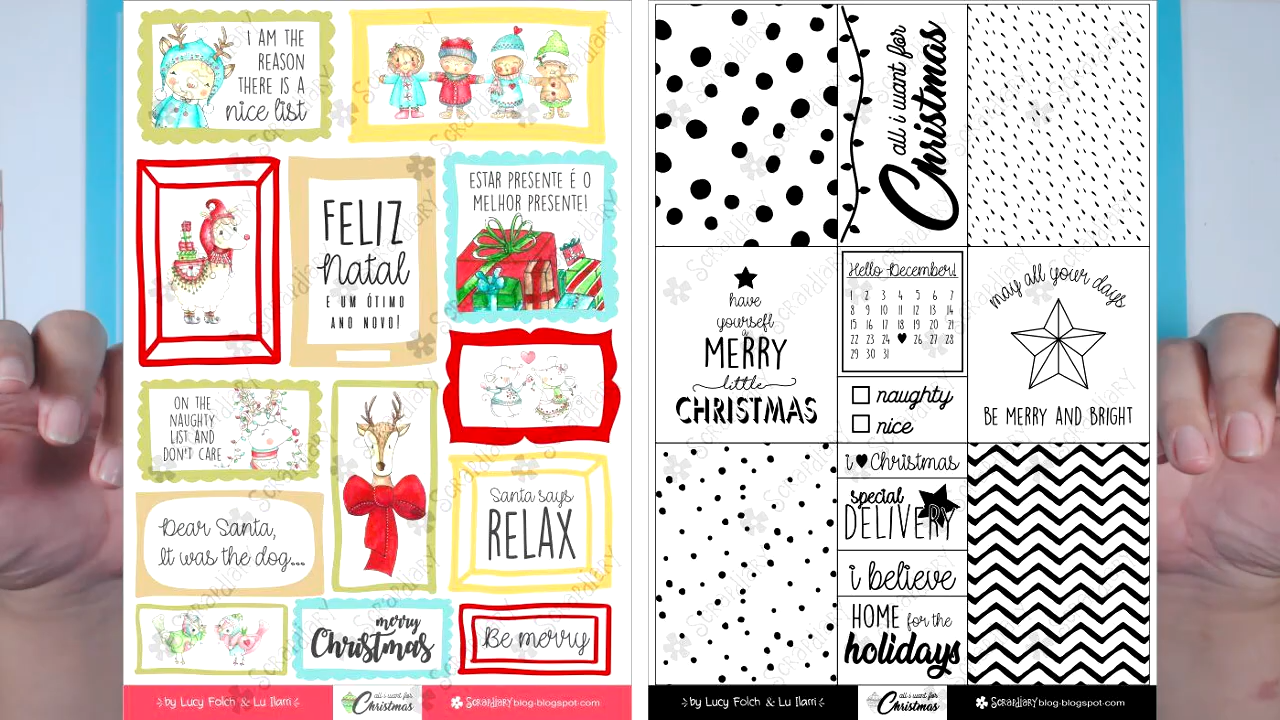 I AM THE
REASON
THERE IS A
nice list
FELIZ
Natal
E UM ÓTIMO
ANO NOVO!
ESTAR PRESENTE É O
MELHOR PRESENTE!
ON THE
NAUGHTY
LIST AND
DON'T CARE
Santa says
RELAX
Dear Santa,
It was the dog...
merry
Christmas
Be merry
by Lucy Folch & Lu Ilarri
all i want for
Christmas
Scrapdiaryblog.blogspot.com
all i want for
Christmas
have
yourself
a
MERRY
little
CHRISTMAS
Hello December!
1 2 3 4 5 6 7
8 9 10 11 12 13 14
15 16 17 18 19 20 21
22 23 24 ♥ 26 27 28
29 30 31
naughty
nice
may all your days
BE MERRY AND BRIGHT
i ♥ Christmas
special
DELIVERY
i believe
HOME for the
holidays
by Lucy Folch & Lu Ilarri
all i want for
Christmas
Scrapdiaryblog.blogspot.com
Scrapdiary